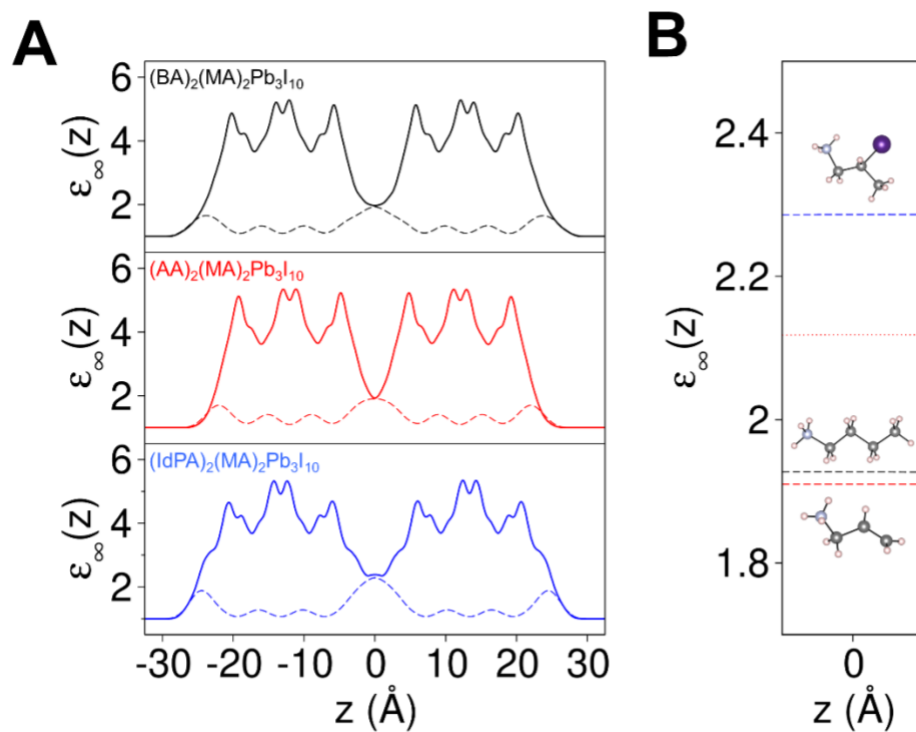 A
(BA)₂(MA)₂Pb₃I₁₀
6
4
2
ε∞(z)
(AA)₂(MA)₂Pb₃I₁₀
6
4
2
ε∞(z)
(IdPA)₂(MA)₂Pb₃I₁₀
6
4
2
ε∞(z)
-30 -20 -10 0 10 20 30
z (Å)
B
2.4
2.2
2
1.8
ε∞(z)
0
z (Å)